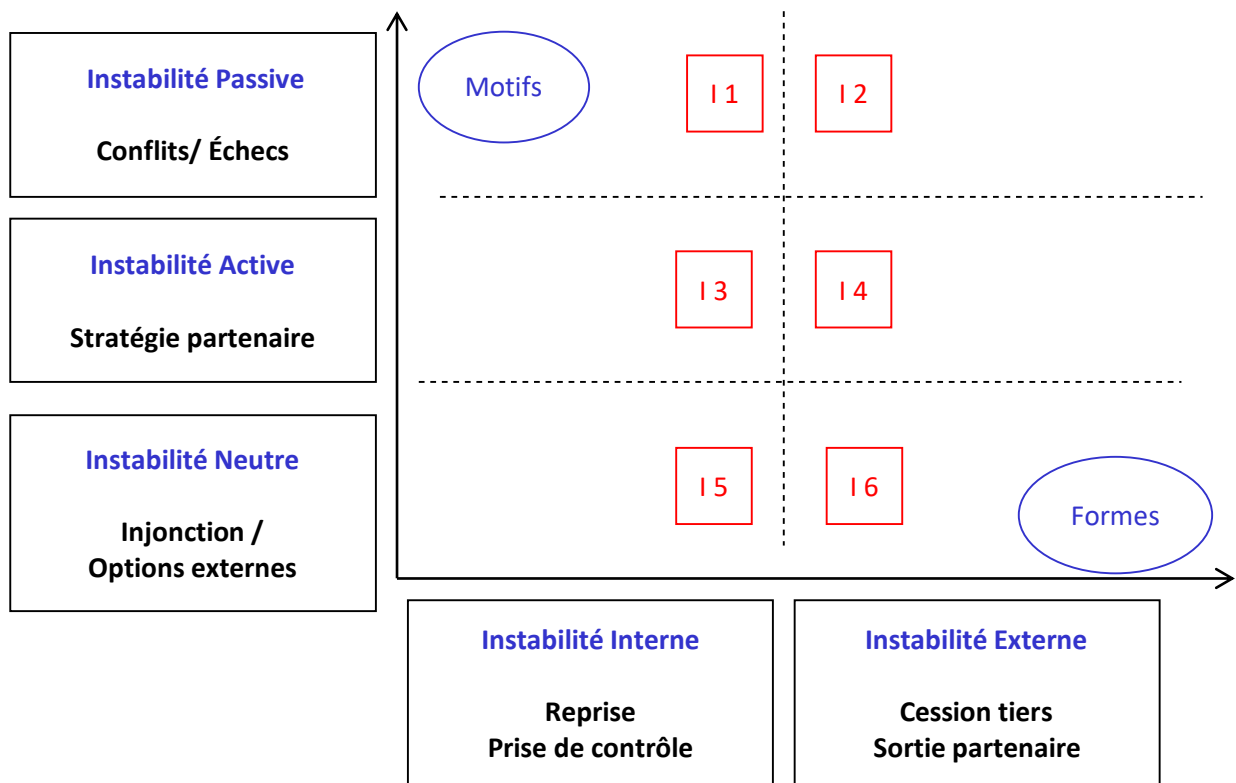 Instabilité Passive
Conflits/ Échecs
Motifs
I 1
I 2
Instabilité Active
Stratégie partenaire
I 3
I 4
Instabilité Neutre
Injonction /
Options externes
I 5
I 6
Formes
Instabilité Interne
Reprise
Prise de contrôle
Instabilité Externe
Cession tiers
Sortie partenaire